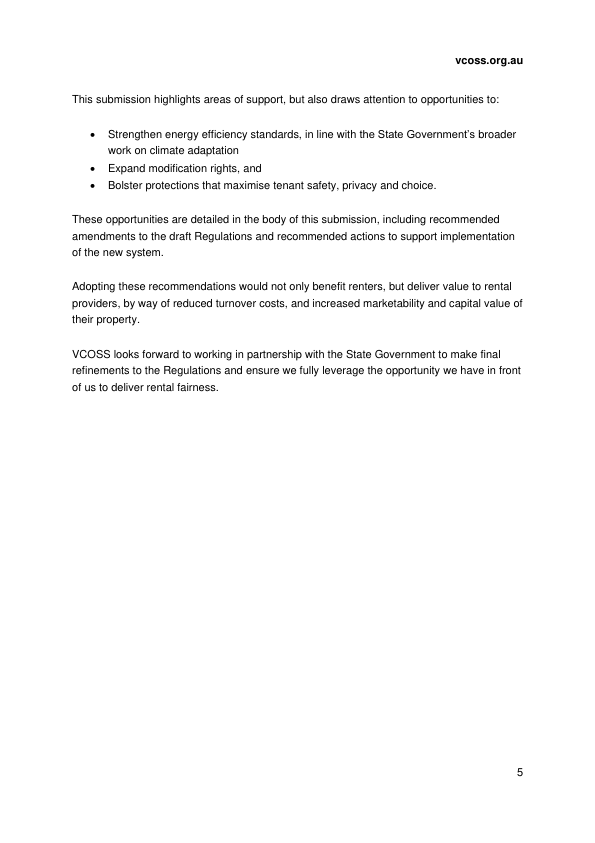 vcoss.org.au
This submission highlights areas of support, but also draws attention to opportunities to:
• Strengthen energy efficiency standards, in line with the State Government's broader
work on climate adaptation
• Expand modification rights, and
• Bolster protections that maximise tenant safety, privacy and choice.
These opportunities are detailed in the body of this submission, including recommended
amendments to the draft Regulations and recommended actions to support implementation
of the new system.
Adopting these recommendations would not only benefit renters, but deliver value to rental
providers, by way of reduced turnover costs, and increased marketability and capital value of
their property.
VCOSS looks forward to working in partnership with the State Government to make final
refinements to the Regulations and ensure we fully leverage the opportunity we have in front
of us to deliver rental fairness.
5